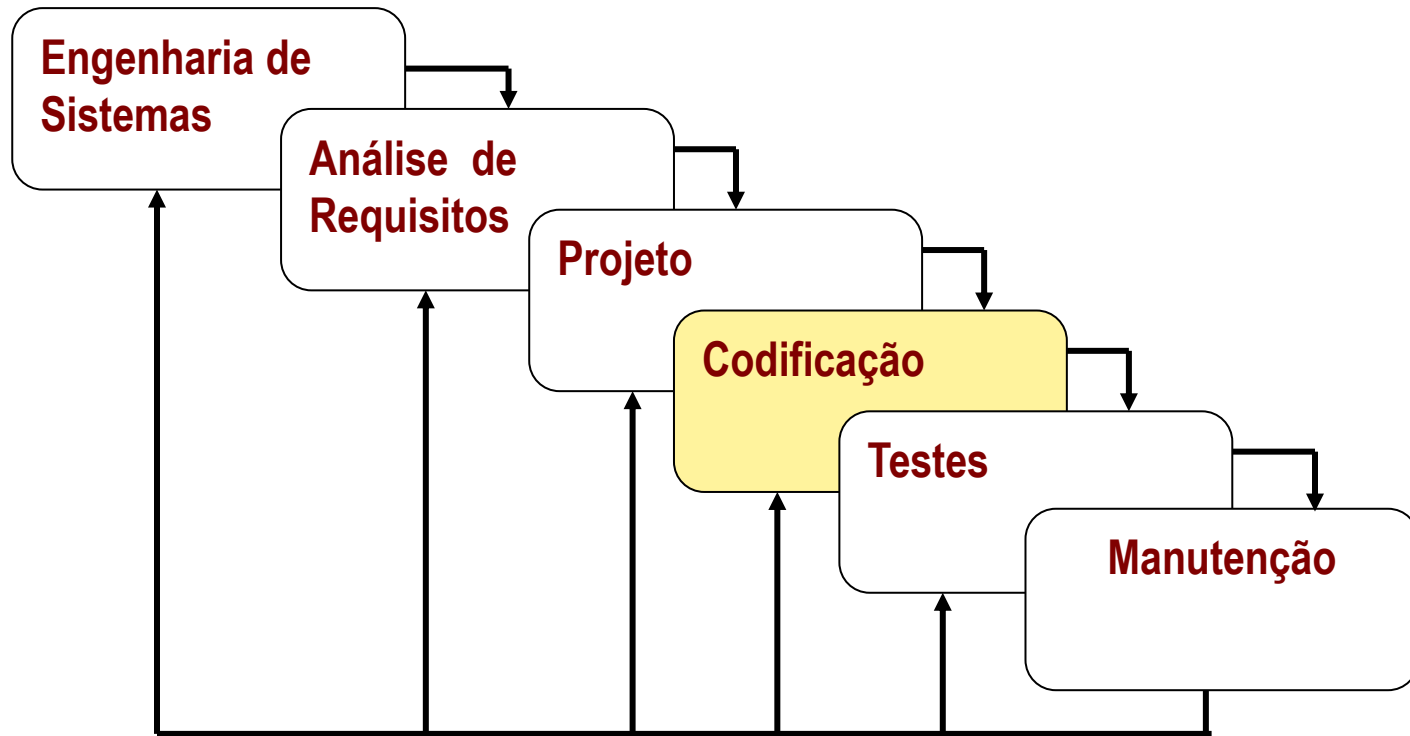 Engenharia de
Sistemas
Análise de
Requisitos
Projeto
Codificação
Testes
Manutenção